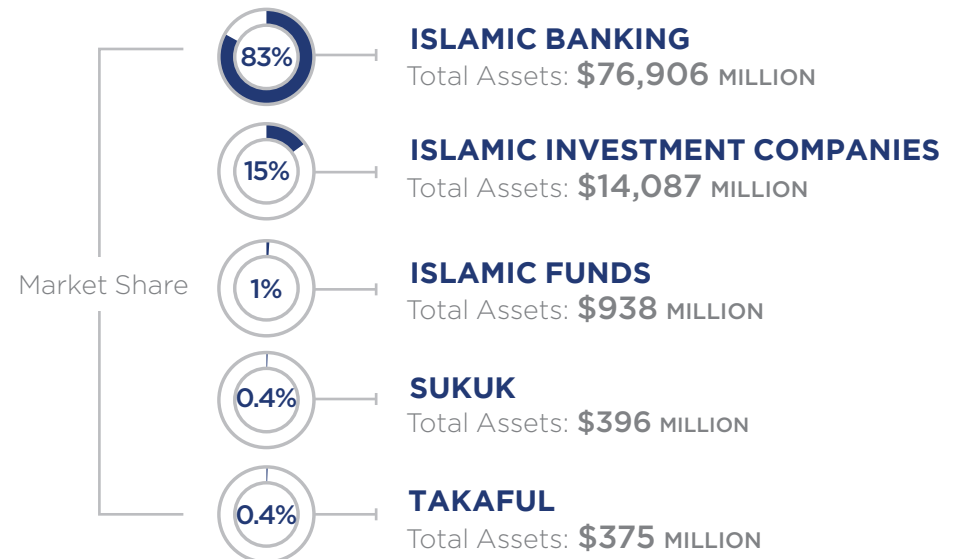 83%
ISLAMIC BANKING
Total Assets: $76,906 MILLION
15%
ISLAMIC INVESTMENT COMPANIES
Total Assets: $14,087 MILLION
Market Share
1%
ISLAMIC FUNDS
Total Assets: $938 MILLION
0.4%
SUKUK
Total Assets: $396 MILLION
0.4%
TAKAFUL
Total Assets: $375 MILLION